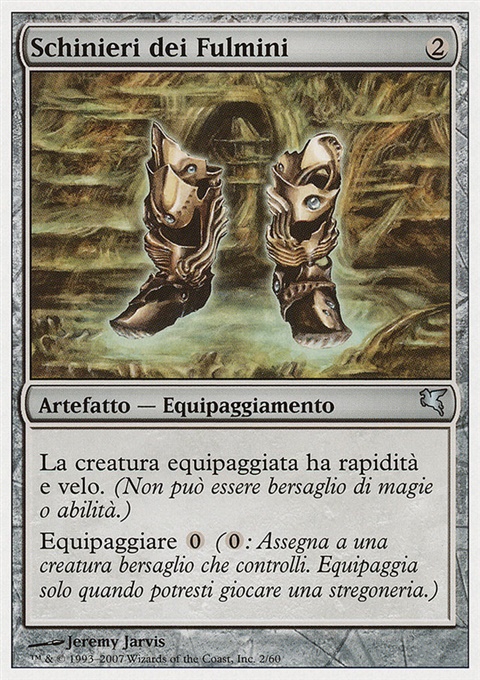 Schinieri dei Fulmini 2
Artefatto — Equipaggiamento
La creatura equipaggiata ha rapidità
e velo. (Non può essere bersaglio di magie
o abilità.)
Equipaggiare 0 (0: Assegna a una
creatura bersaglio che controlli. Equipaggia
solo quando potresti giocare una stregoneria.)
Jeremy Jarvis
™ & © 1993–2007 Wizards of the Coast, Inc. 2/60